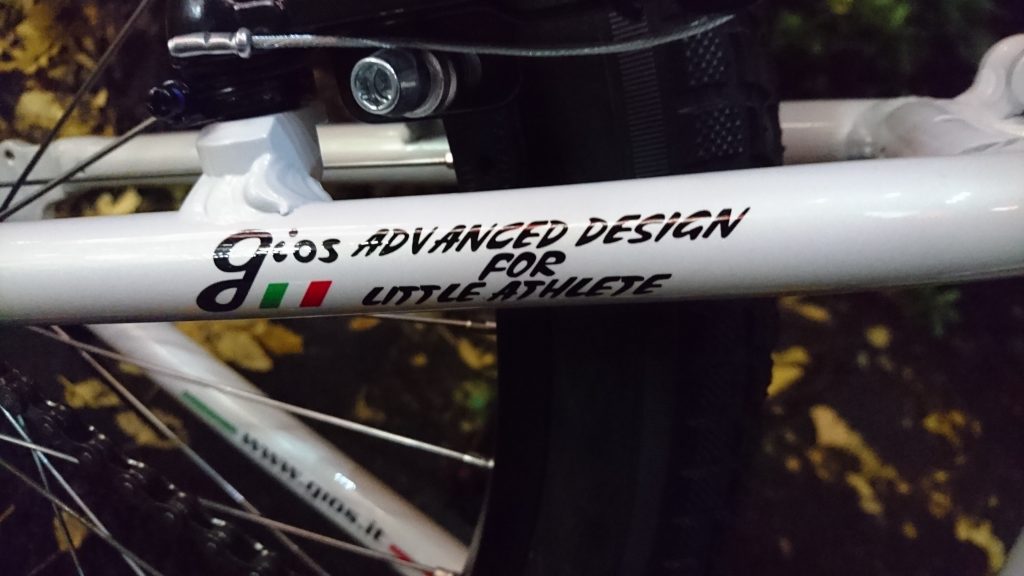 gios ADVANCED DESIGN
FOR
LITTLE ATHLETE
www.gios.it